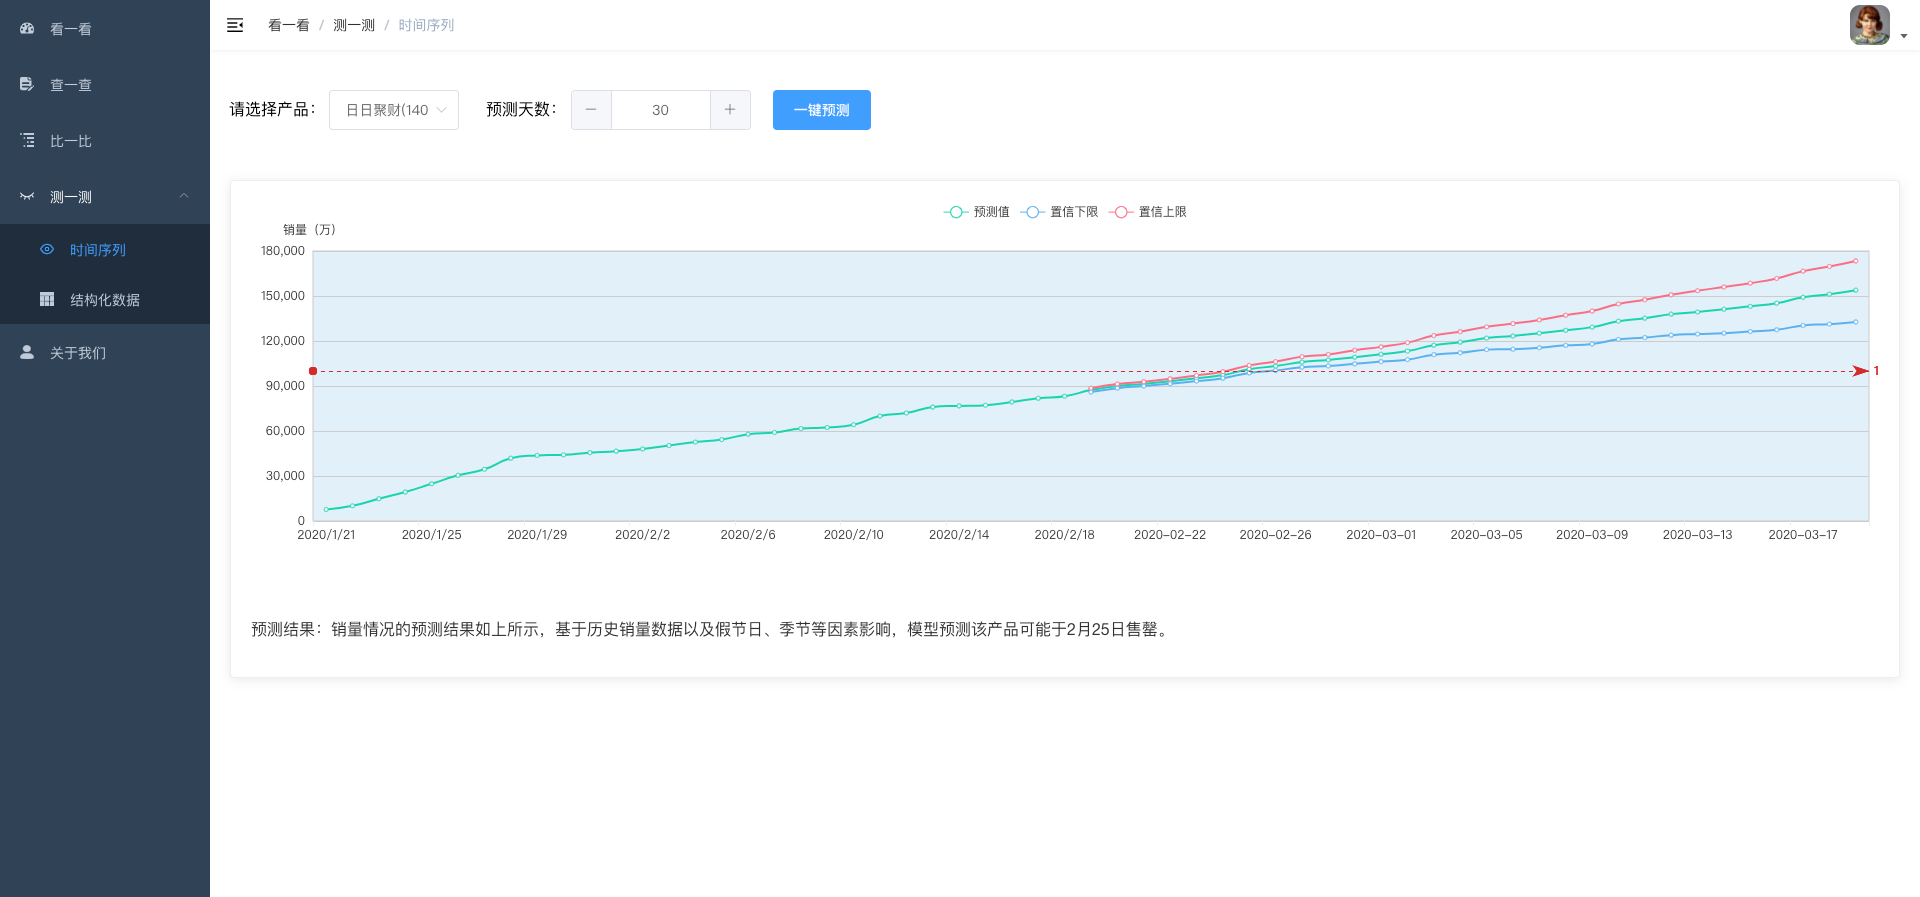 看一看
查一查
比一比
测一测
时间序列
结构化数据
关于我们
看一看 / 测一测 / 时间序列
请选择产品： 日日聚财(140 预测天数： 30 一键预测
预测值 置信下限 置信上限
销量（万）
180,000
150,000
120,000
90,000
60,000
30,000
0
1
2020/1/21 2020/1/25 2020/1/29 2020/2/2 2020/2/6 2020/2/10 2020/2/14 2020/2/18 2020-02-22 2020-02-26 2020-03-01 2020-03-05 2020-03-09 2020-03-13 2020-03-17
预测结果：销量情况的预测结果如上所示，基于历史销量数据以及假节日、季节等因素影响，模型预测该产品可能于2月25日售罄。